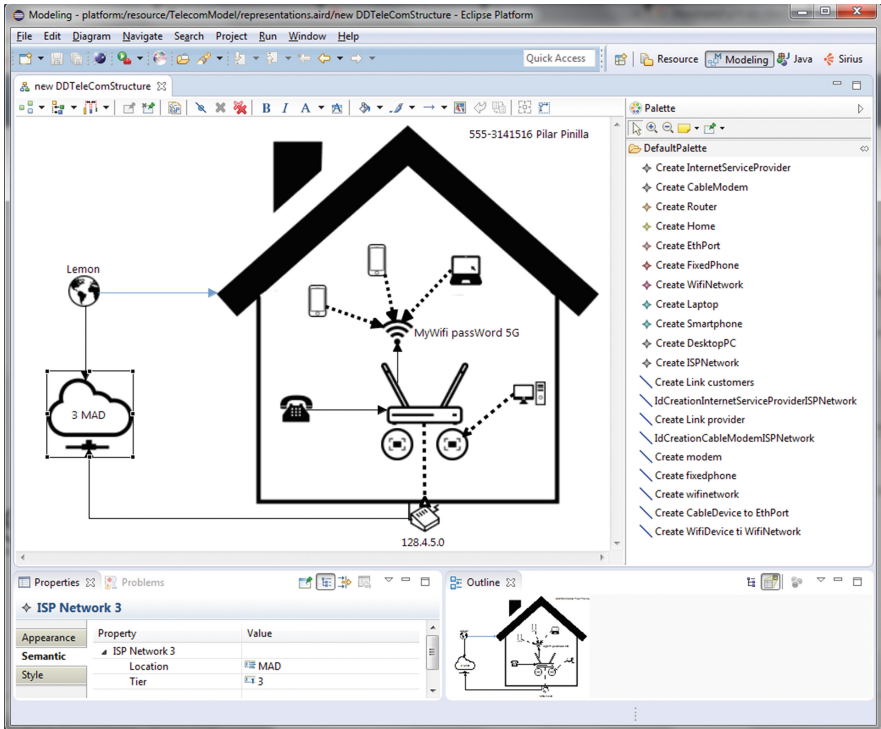 Modeling - platform:/resource/TelecomModel/representations.aird/new DDTeleComStructure - Eclipse Platform
File Edit Diagram Navigate Search Project Run Window Help
Quick Access
Resource Modeling Java Sirius
new DDTeleComStructure
B I A
555-3141516 Pilar Pinilla
Lemon
MyWifi passWord 5G
3 MAD
128.4.5.0
Palette
DefaultPalette
Create InternetServiceProvider
Create CableModem
Create Router
Create Home
Create EthPort
Create FixedPhone
Create WifiNetwork
Create Laptop
Create Smartphone
Create DesktopPC
Create ISPNetwork
Create Link customers
IdCreationInternetServiceProviderISPNetwork
Create Link provider
IdCreationCableModemISPNetwork
Create modem
Create fixedphone
Create wifinetwork
Create CableDevice to EthPort
Create WifiDevice ti WifiNetwork
Properties Problems
ISP Network 3
Appearance
Semantic
Style
Property Value
ISP Network 3
Location MAD
Tier 3
Outline